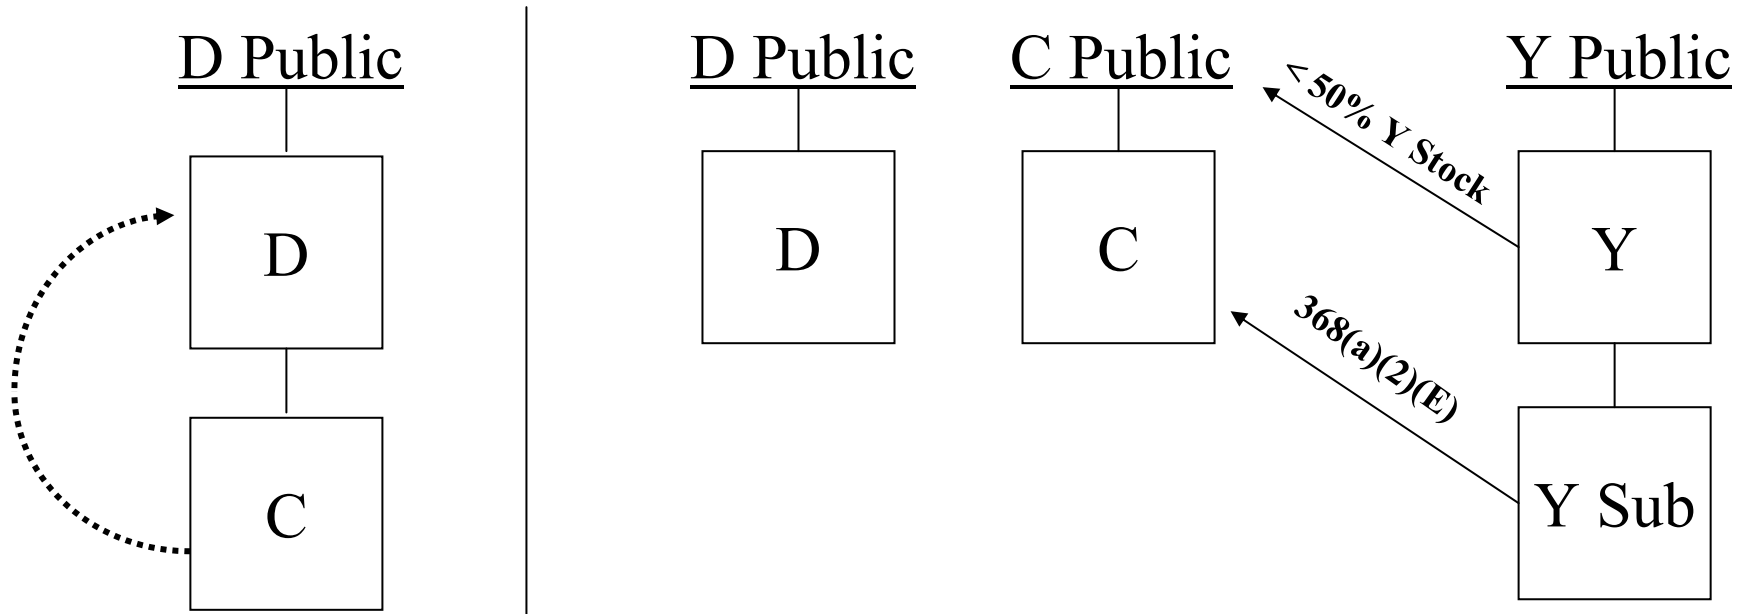 D Public
D
C
D Public
C Public
Y Public
< 50% Y Stock
D
C
Y
368(a)(2)(E)
Y Sub